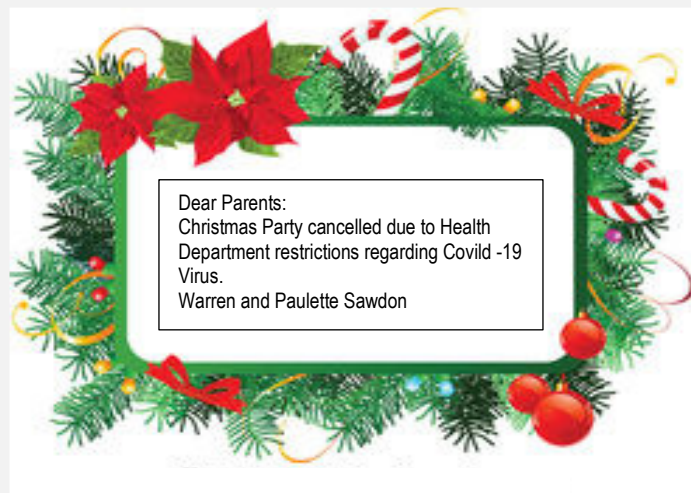 Dear Parents:
Christmas Party cancelled due to Health
Department restrictions regarding Covild -19
Virus.
Warren and Paulette Sawdon